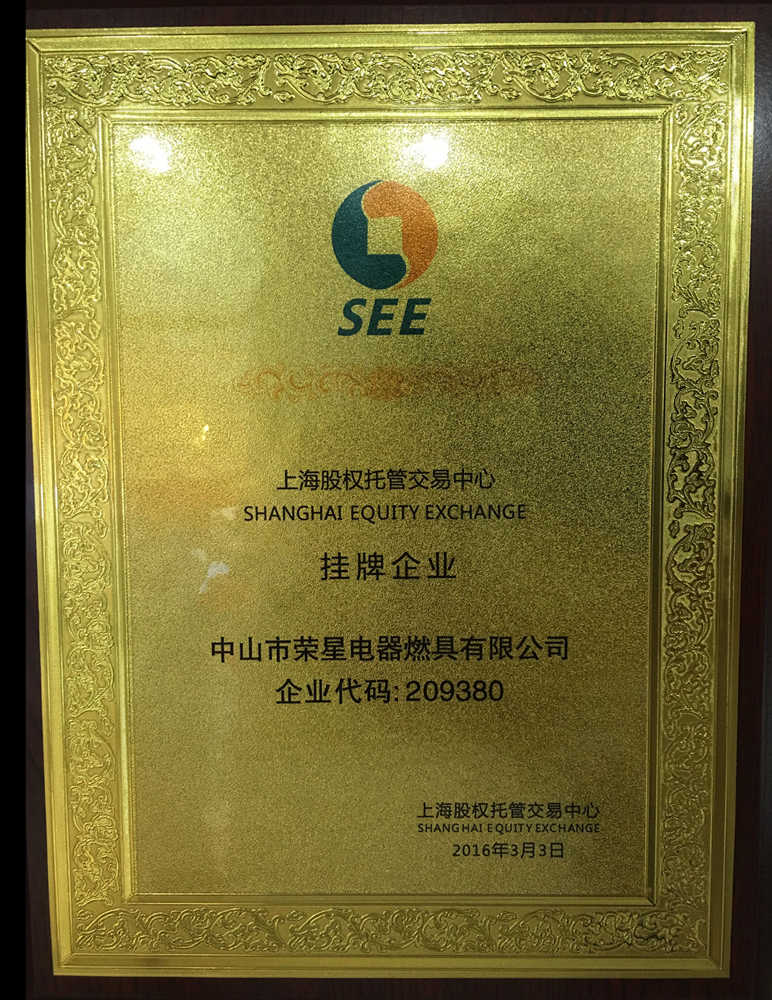 SEE
上海股权托管交易中心
SHANGHAI EQUITY EXCHANGE
挂牌企业
中山市荣星电器燃具有限公司
企业代码:209380
上海股权托管交易中心
SHANGHAI EQUITY EXCHANGE
2016年3月3日